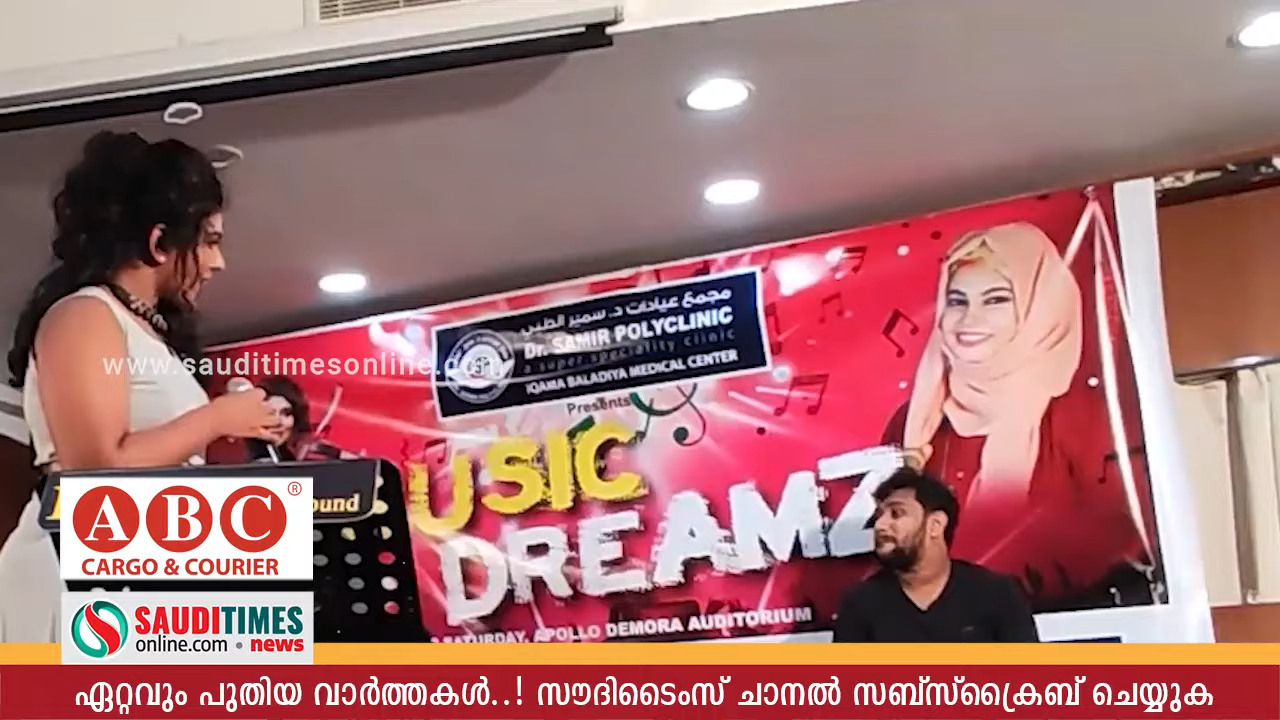 مجمع عيادات د. سمير الطبي
Dr. SAMIR POLYCLINIC
a super speciality clinic
IQAMA BALADIYA MEDICAL CENTER
Presents
www.sauditimesonline.com
MUSIC
DREAMZ
SATURDAY, APOLLO DEMORA AUDITORIUM
ound
ABC®
CARGO & COURIER
SAUDITIMES
online.com • news
ഏറ്റവും പുതിയ വാർത്തകൾ..! സൗദിടൈംസ് ചാനൽ സബ്സ്ക്രൈബ് ചെയ്യുക